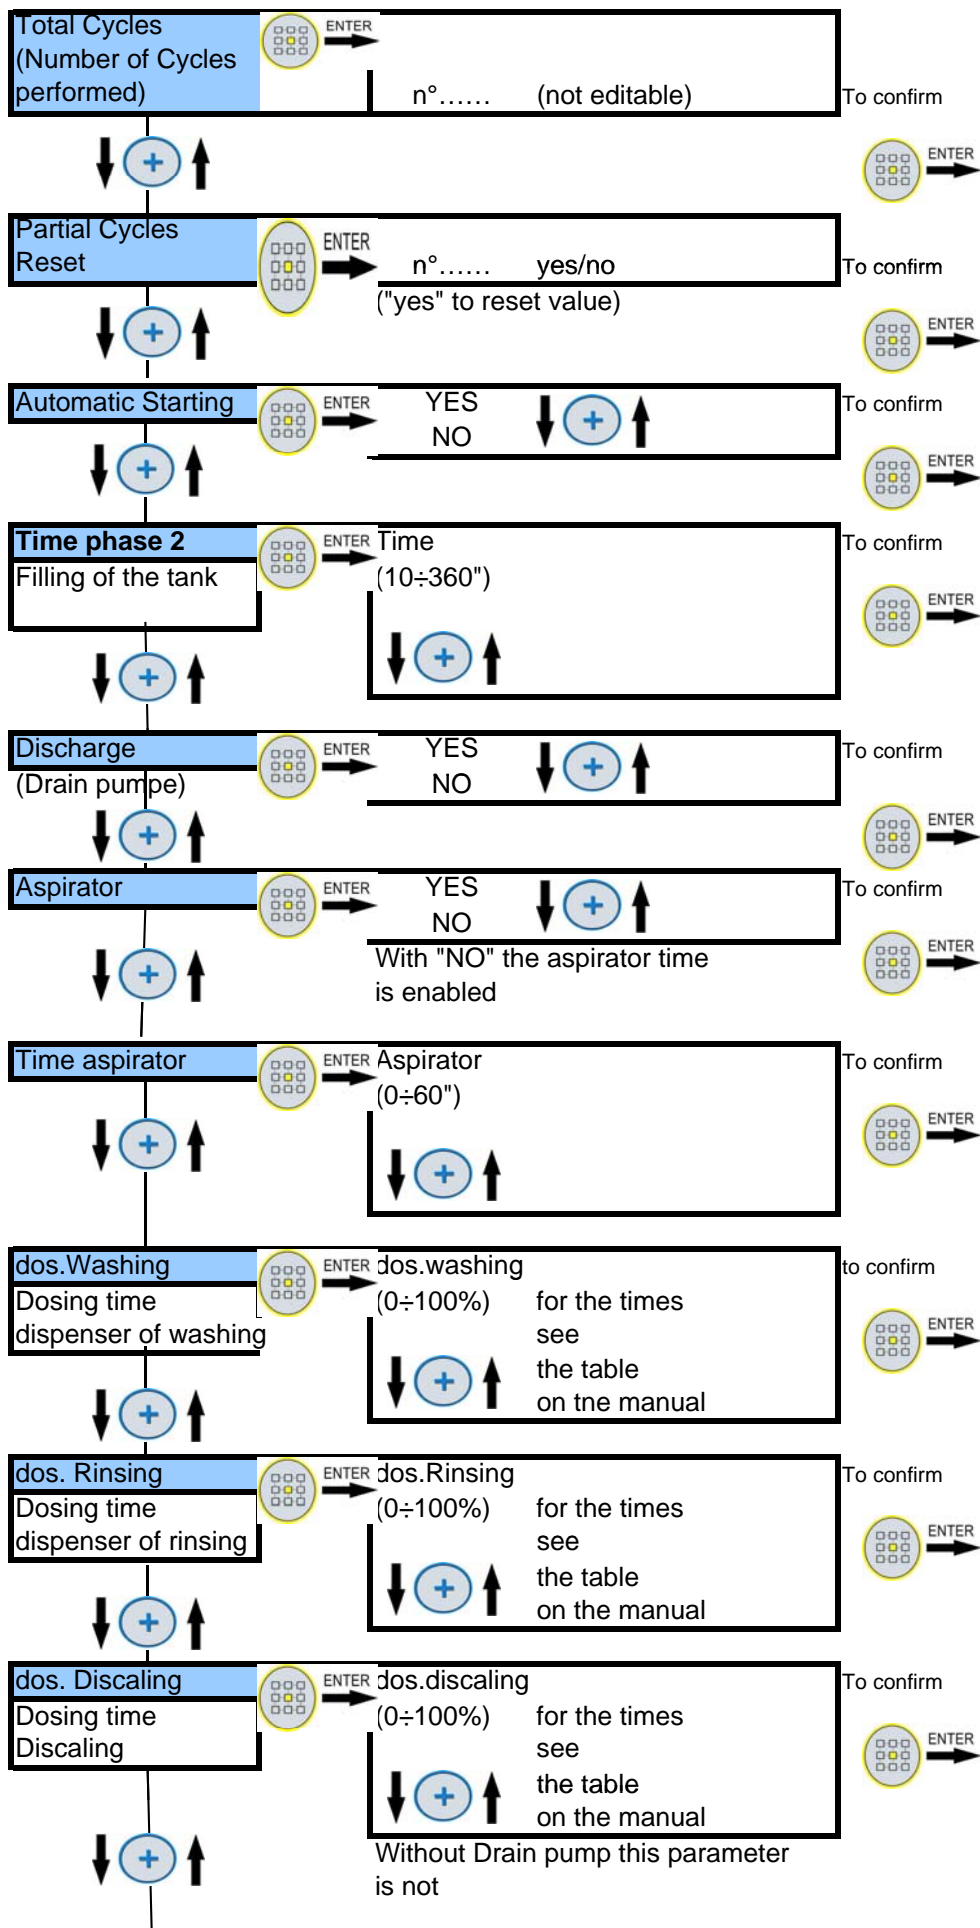 Total Cycles
(Number of Cycles
performed)
ENTER
n°...... (not editable)
To confirm
ENTER
Partial Cycles
Reset
ENTER
n°...... yes/no
To confirm
("yes" to reset value)
ENTER
Automatic Starting
ENTER
YES
NO
To confirm
ENTER
Time phase 2
Filling of the tank
ENTER
Time
(10÷360")
To confirm
ENTER
Discharge
(Drain pumpe)
ENTER
YES
NO
To confirm
ENTER
Aspirator
ENTER
YES
NO
To confirm
With "NO" the aspirator time
is enabled
ENTER
Time aspirator
ENTER
Aspirator
(0÷60")
To confirm
ENTER
dos.Washing
Dosing time
dispenser of washing
ENTER
dos.washing
(0÷100%) for the times
see
the table
on tne manual
to confirm
ENTER
dos. Rinsing
Dosing time
dispenser of rinsing
ENTER
dos.Rinsing
(0÷100%) for the times
see
the table
on the manual
To confirm
ENTER
dos. Discaling
Dosing time
Discaling
ENTER
dos.discaling
(0÷100%) for the times
see
the table
on the manual
To confirm
ENTER
Without Drain pump this parameter
is not